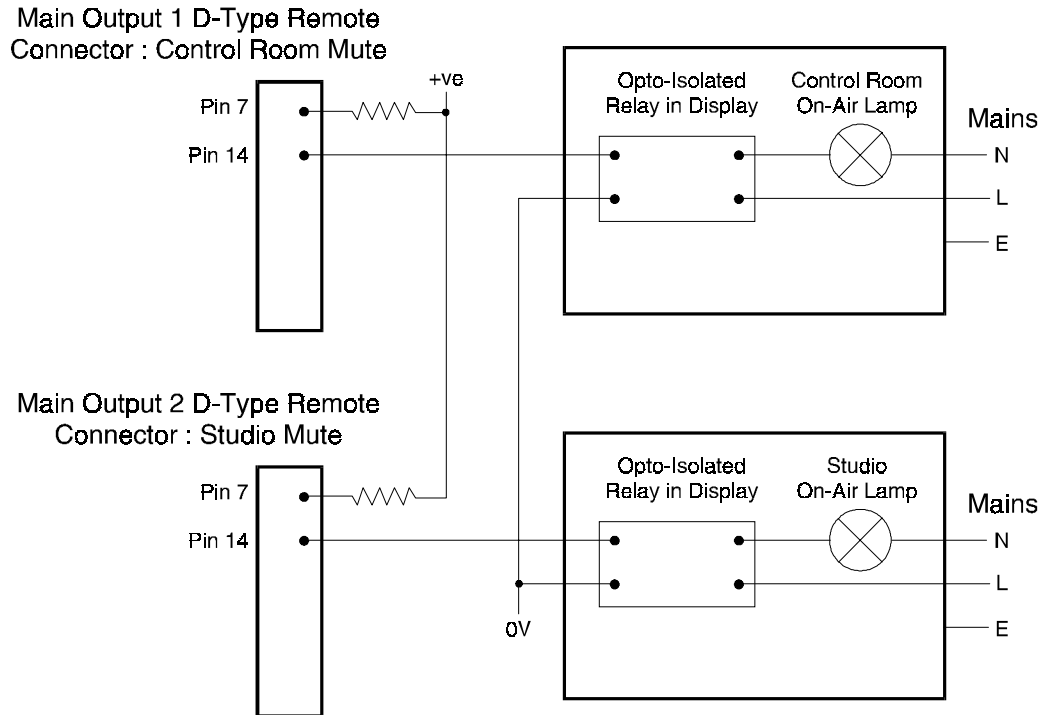 Main Output 1 D-Type Remote
Connector : Control Room Mute
+ve
Pin 7
Pin 14
Opto-Isolated
Relay in Display
Control Room
On-Air Lamp
Mains
N
L
E
Main Output 2 D-Type Remote
Connector : Studio Mute
Pin 7
Pin 14
0V
Opto-Isolated
Relay in Display
Studio
On-Air Lamp
Mains
N
L
E